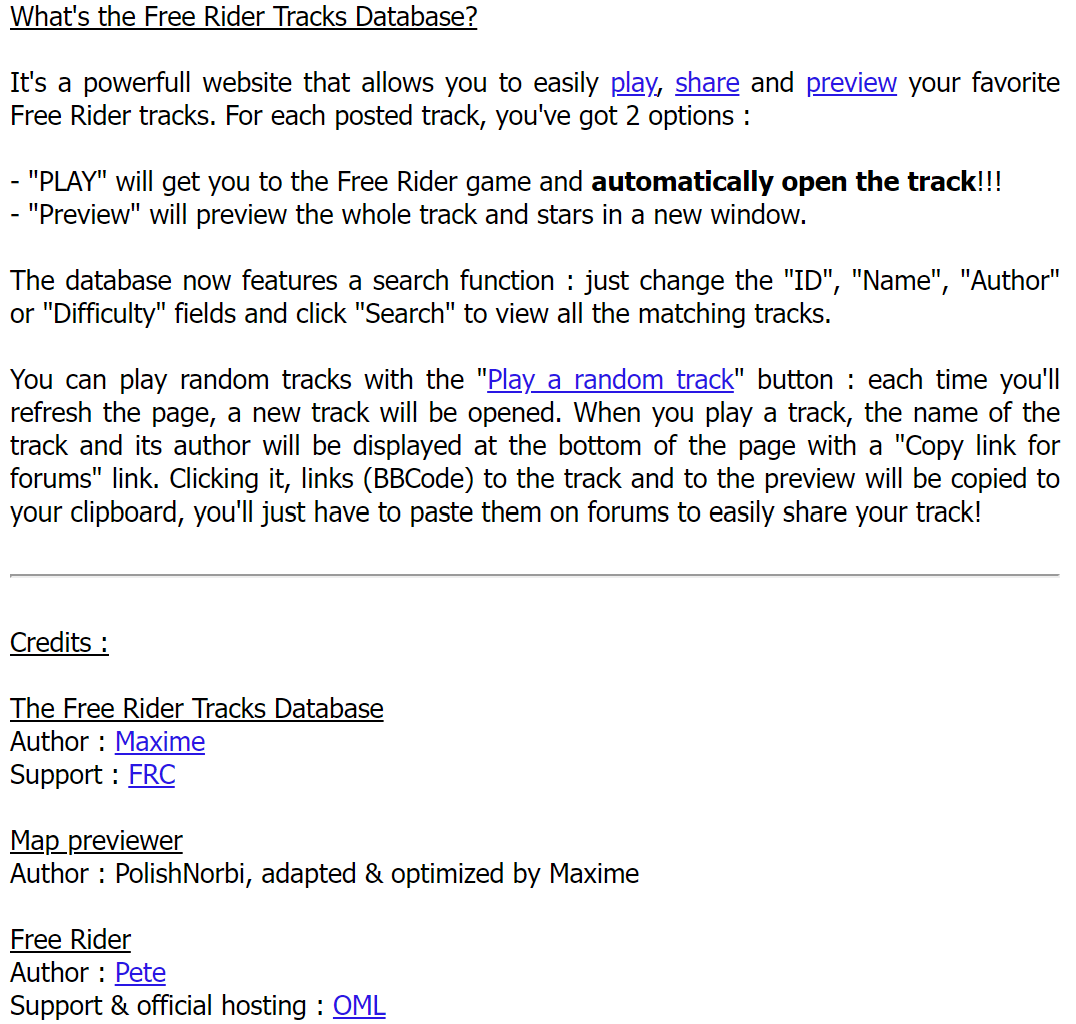 What's the Free Rider Tracks Database?
It's a powerfull website that allows you to easily play, share and preview your favorite
Free Rider tracks. For each posted track, you've got 2 options :
- "PLAY" will get you to the Free Rider game and automatically open the track!!!
- "Preview" will preview the whole track and stars in a new window.
The database now features a search function : just change the "ID", "Name", "Author"
or "Difficulty" fields and click "Search" to view all the matching tracks.
You can play random tracks with the "Play a random track" button : each time you'll
refresh the page, a new track will be opened. When you play a track, the name of the
track and its author will be displayed at the bottom of the page with a "Copy link for
forums" link. Clicking it, links (BBCode) to the track and to the preview will be copied to
your clipboard, you'll just have to paste them on forums to easily share your track!
Credits :
The Free Rider Tracks Database
Author : Maxime
Support : FRC
Map previewer
Author : PolishNorbi, adapted & optimized by Maxime
Free Rider
Author : Pete
Support & official hosting : OML